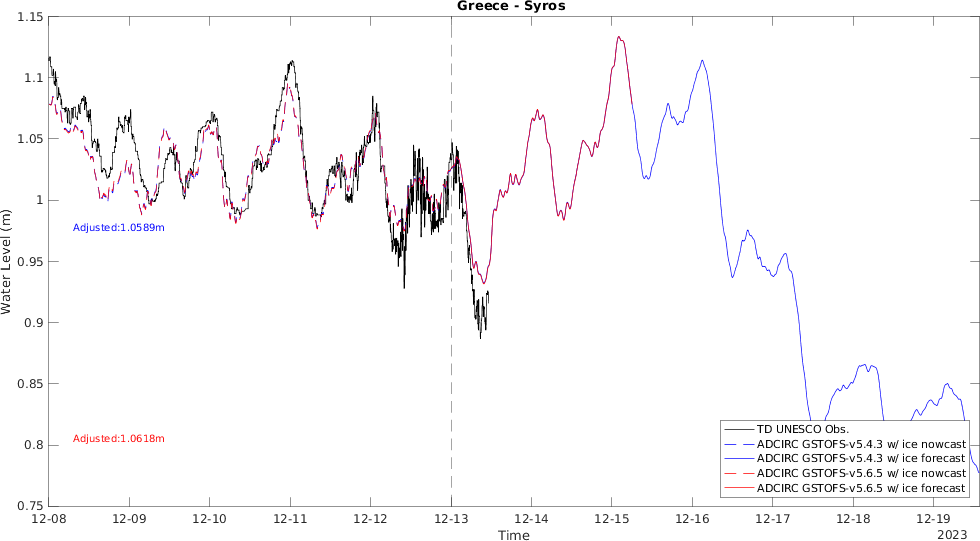 Greece - Syros
1.15
1.1
1.05
1
0.95
0.9
0.85
0.8
0.75
Water Level (m)
Adjusted:1.0589m
Adjusted:1.0618m
TD UNESCO Obs.
ADCIRC GSTOFS-v5.4.3 w/ ice nowcast
ADCIRC GSTOFS-v5.4.3 w/ ice forecast
ADCIRC GSTOFS-v5.6.5 w/ ice nowcast
ADCIRC GSTOFS-v5.6.5 w/ ice forecast
12-08 12-09 12-10 12-11 12-12 12-13 12-14 12-15 12-16 12-17 12-18 12-19
Time
2023